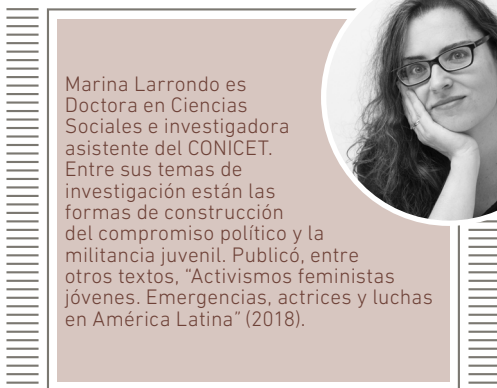 Marina Larrondo es
Doctora en Ciencias
Sociales e investigadora
asistente del CONICET.
Entre sus temas de
investigación están las
formas de construcción
del compromiso político y la
militancia juvenil. Publicó, entre
otros textos, “Activismos feministas
jóvenes. Emergencias, actrices y luchas
en América Latina” (2018).